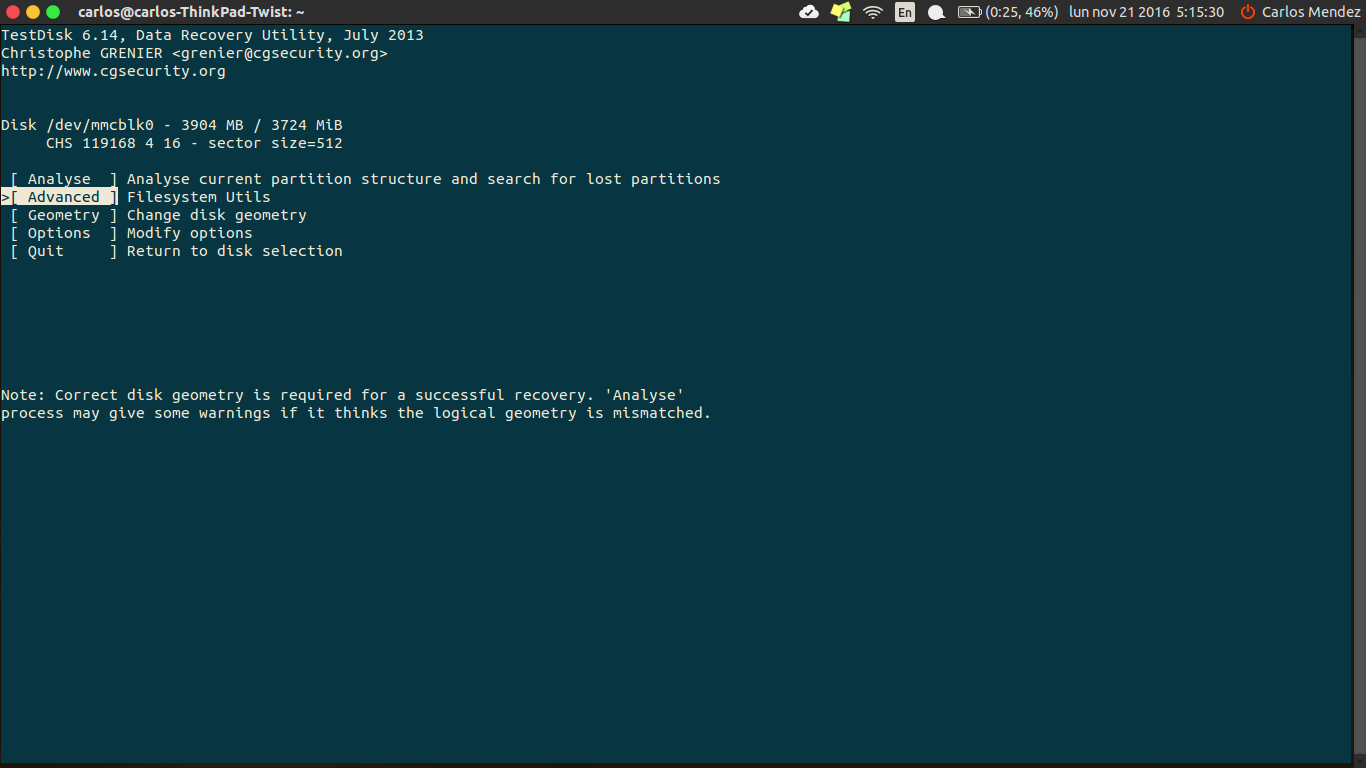 carlos@carlos-ThinkPad-Twist: ~ En (0:25, 46%) lun nov 21 2016 5:15:30 Carlos Mendez
TestDisk 6.14, Data Recovery Utility, July 2013
Christophe GRENIER <grenier@cgsecurity.org>
http://www.cgsecurity.org
Disk /dev/mmcblk0 - 3904 MB / 3724 MiB
     CHS 119168 4 16 - sector size=512
 [ Analyse  ] Analyse current partition structure and search for lost partitions
>[ Advanced ] Filesystem Utils
 [ Geometry ] Change disk geometry
 [ Options  ] Modify options
 [ Quit     ] Return to disk selection
Note: Correct disk geometry is required for a successful recovery. 'Analyse'
process may give some warnings if it thinks the logical geometry is mismatched.